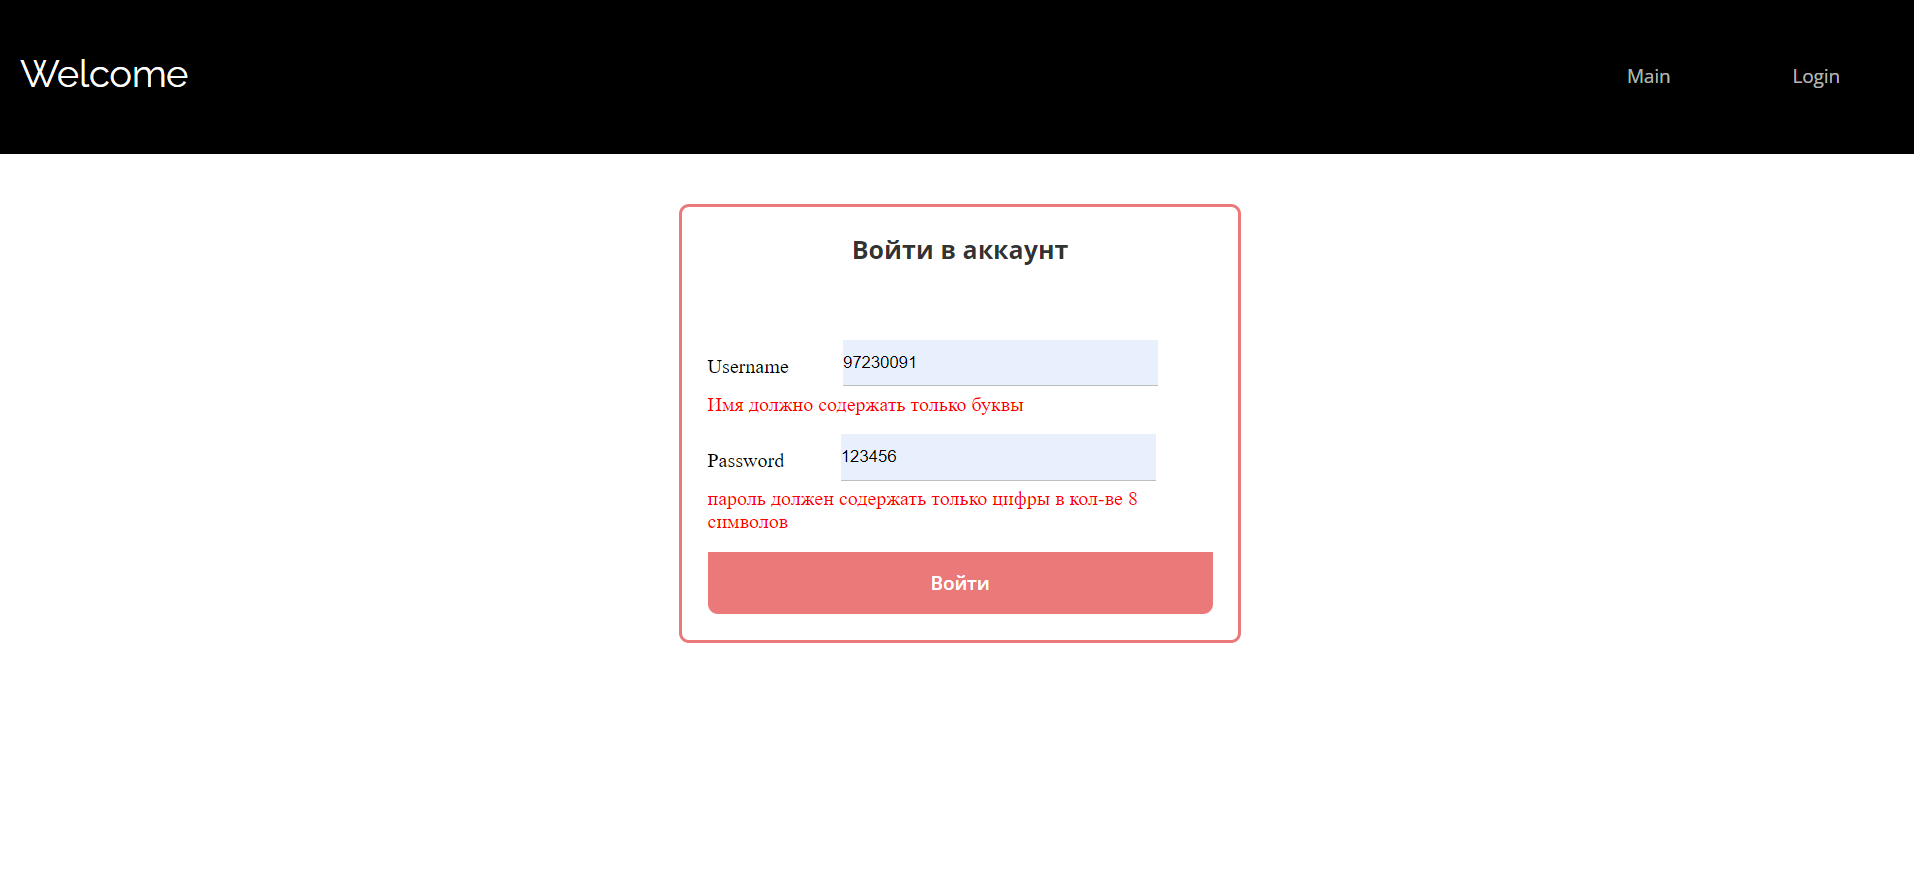 Welcome
Main
Login
Войти в аккаунт
Username
97230091
Имя должно содержать только буквы
Password
123456
пароль должен содержать только цифры в кол-ве 8
символов
Войти